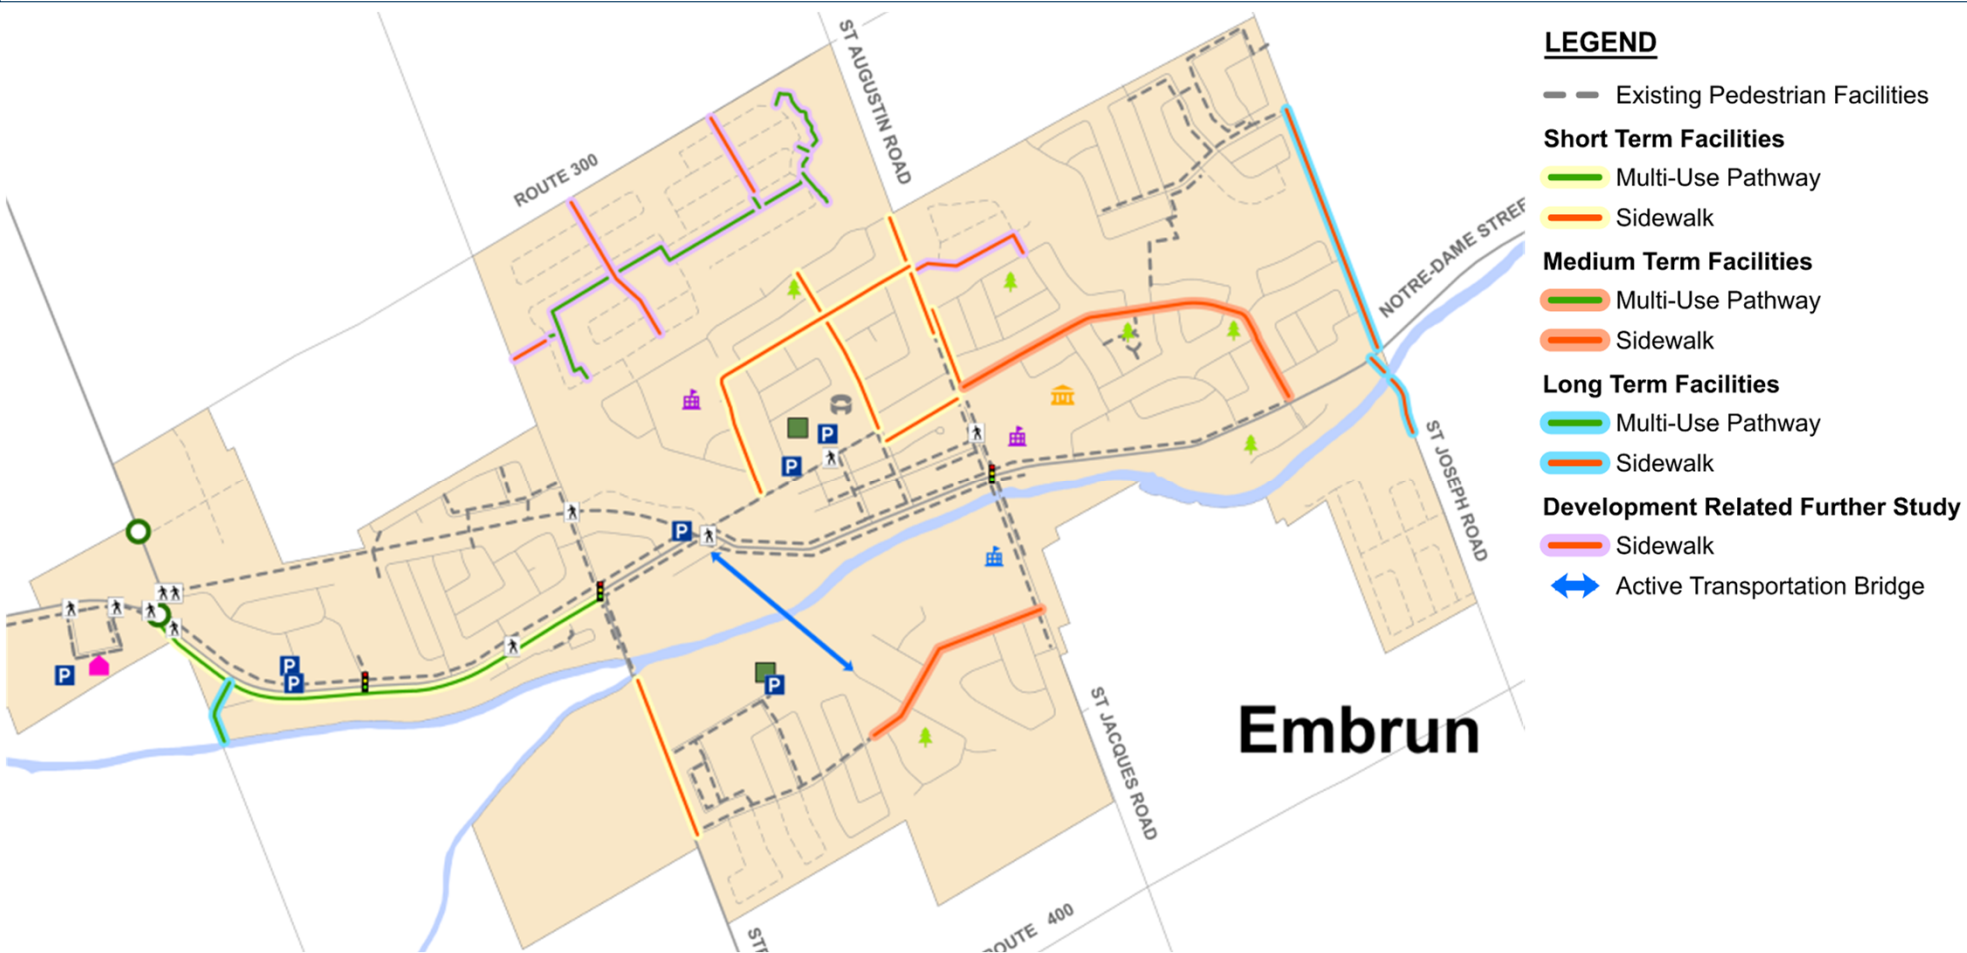 ST AUGUSTIN ROAD
ROUTE 300
NOTRE-DAME STREE
ST JOSEPH ROAD
ST JACQUES ROAD
OUTE 400
Embrun
P
P
P
P
P
P
P
LEGEND
Existing Pedestrian Facilities
Short Term Facilities
Multi-Use Pathway
Sidewalk
Medium Term Facilities
Multi-Use Pathway
Sidewalk
Long Term Facilities
Multi-Use Pathway
Sidewalk
Development Related Further Study
Sidewalk
Active Transportation Bridge